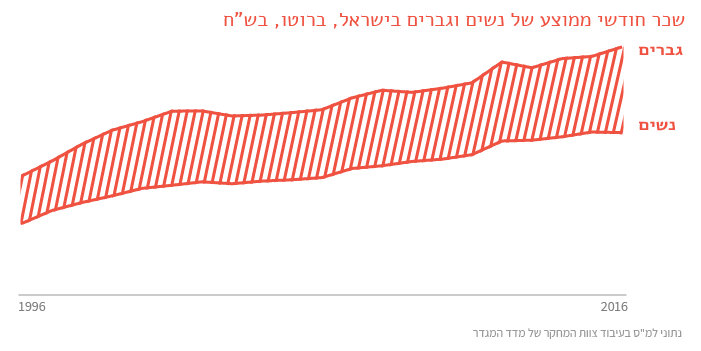 שכר חודשי ממוצע של נשים וגברים בישראל, ברוטו, בש"ח
גברים
נשים
1996
2016
נתוני למ"ס בעיבוד צוות המחקר של מדד המגדר